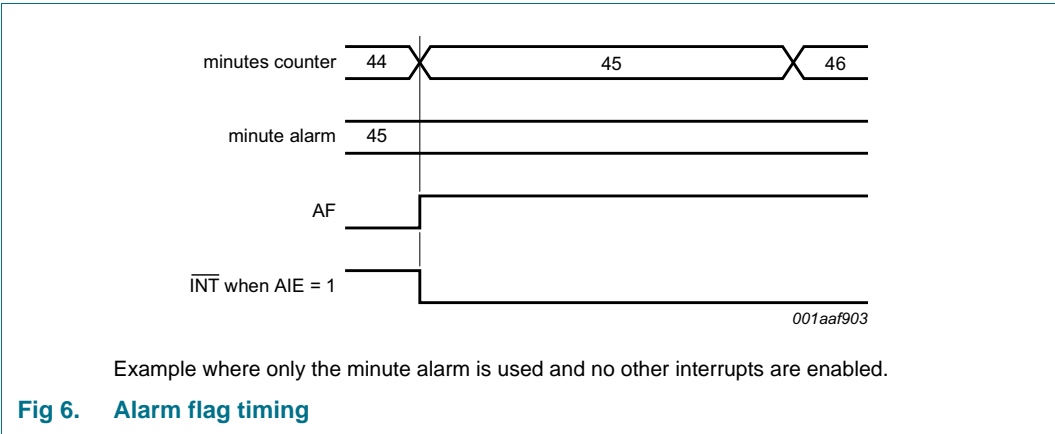 minutes counter 44 45 46
minute alarm 45
AF
INT when AIE = 1
001aaf903
Example where only the minute alarm is used and no other interrupts are enabled.
Fig 6. Alarm flag timing